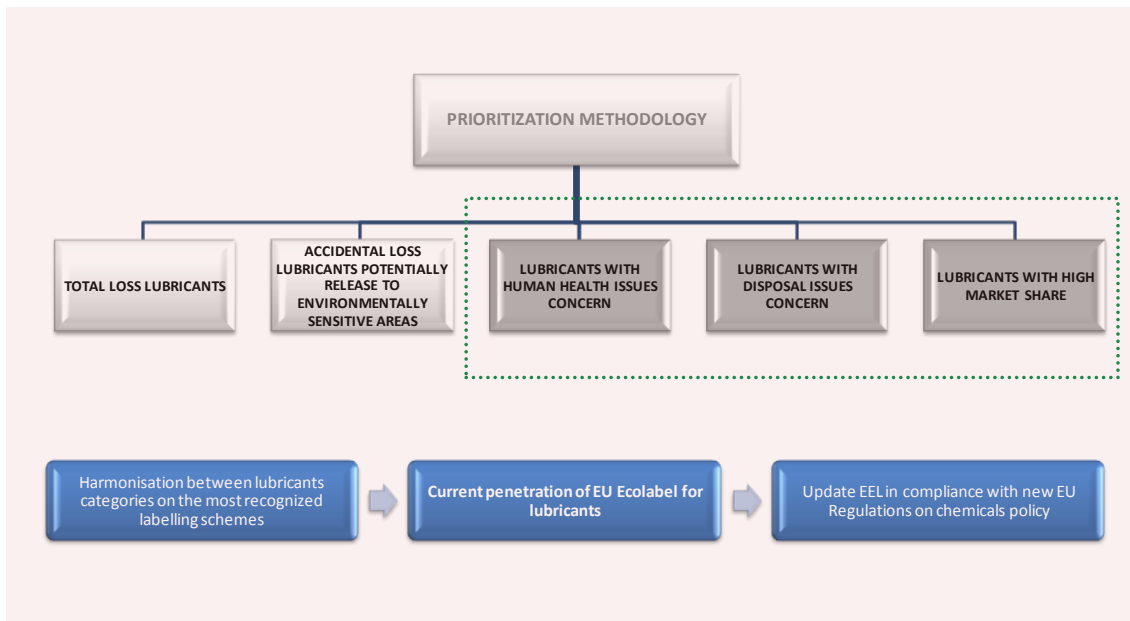 PRIORITIZATION METHODOLOGY
TOTAL LOSS LUBRICANTS
ACCIDENTAL LOSS
LUBRICANTS POTENTIALLY
RELEASE TO
ENVIRONMENTALLY
SENSITIVE AREAS
LUBRICANTS WITH
HUMAN HEALTH ISSUES
CONCERN
LUBRICANTS WITH
DISPOSAL ISSUES
CONCERN
LUBRICANTS WITH HIGH
MARKET SHARE
Harmonisation between lubricants
categories on the most recognized
labelling schemes
Current penetration of EU Ecolabel for
lubricants
Update EEL in compliance with new EU
Regulations on chemicals policy